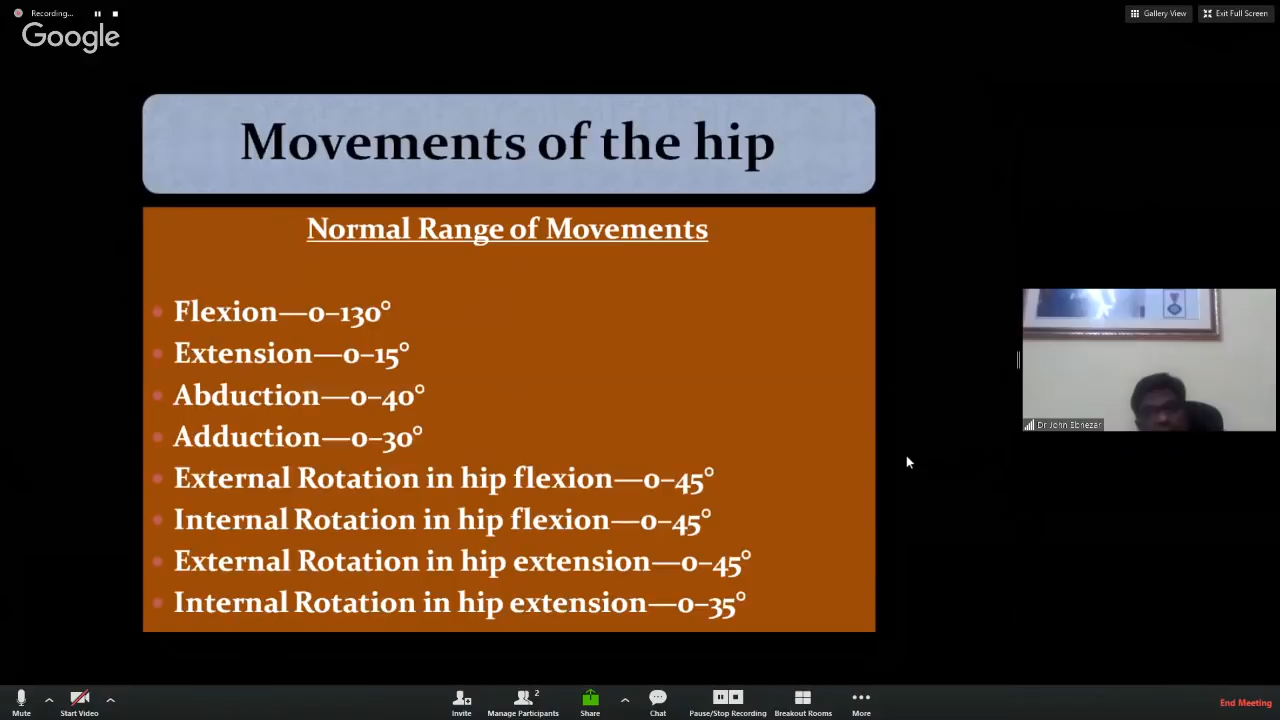 Recording...
Gallery View
Exit Full Screen
Google
Movements of the hip
Normal Range of Movements
Flexion—0–130°
Extension—0–15°
Abduction—0–40°
Adduction—0–30°
External Rotation in hip flexion—0–45°
Internal Rotation in hip flexion—0–45°
External Rotation in hip extension—0–45°
Internal Rotation in hip extension—0–35°
Dr John Ebnezar
Mute
Start Video
Invite
2
Manage Participants
Share
Chat
Pause/Stop Recording
Breakout Rooms
More
End Meeting